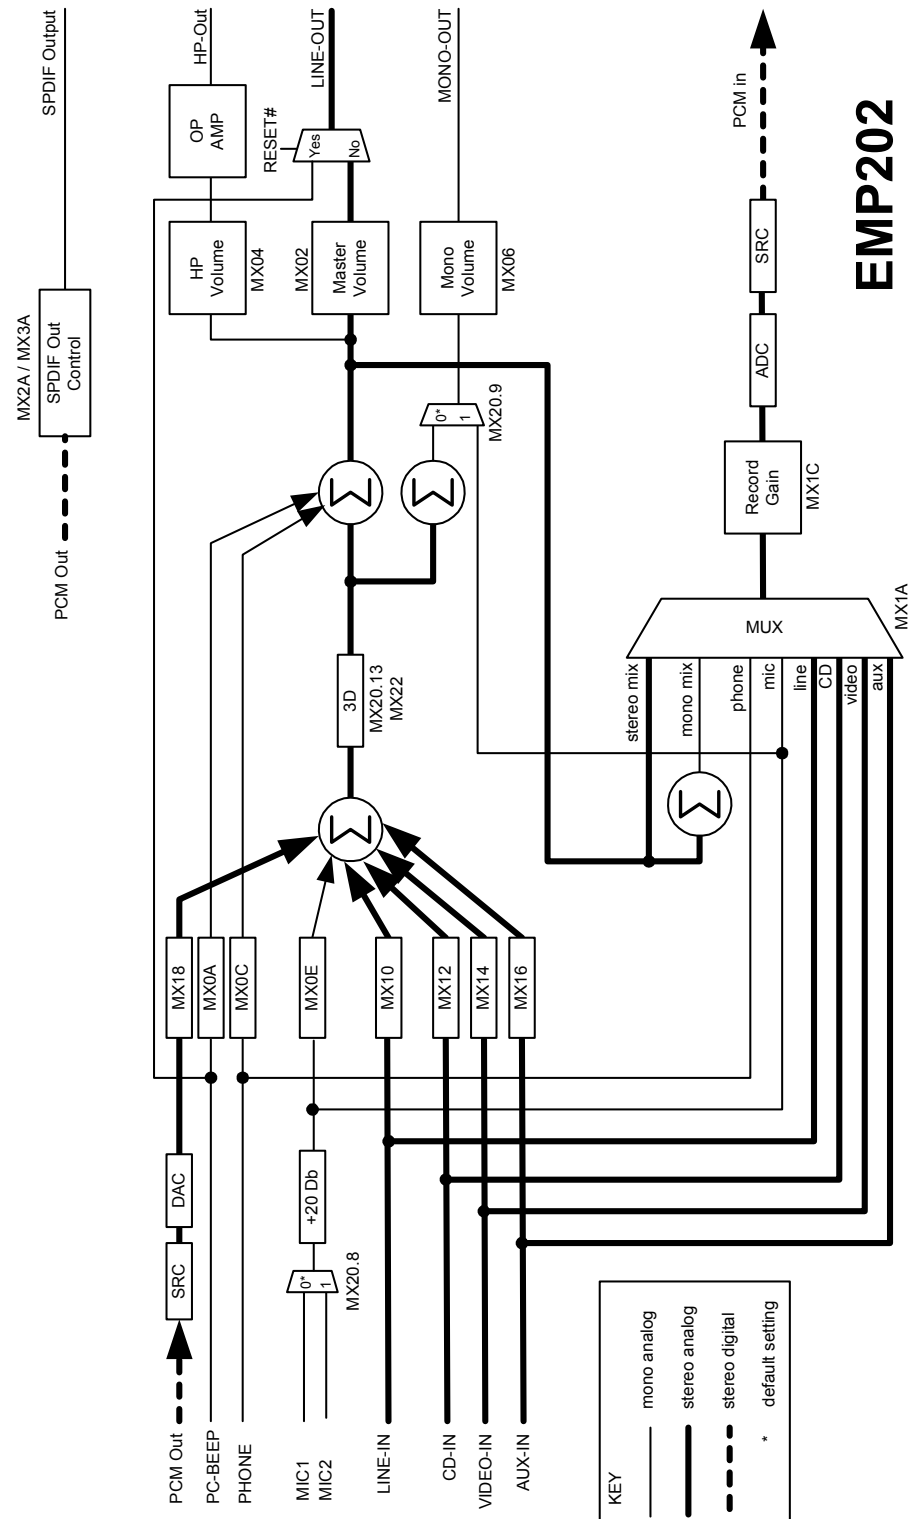 PCM Out
PC-BEEP
PHONE
MIC1
MIC2
LINE-IN
CD-IN
VIDEO-IN
AUX-IN
SRC
DAC
MX20.8
0*
1
+20 Db
MX18
MX0A
MX0C
MX0E
MX10
MX12
MX14
MX16
Σ
3D
MX20.13
MX22
Σ
Σ
0*
1
MX20.9
HP
Volume
MX04
MX02
Master
Volume
Mono
Volume
MX06
OP
AMP
RESET#
Yes
No
HP-Out
LINE-OUT
MONO-OUT
PCM Out
MX2A / MX3A
SPDIF Out
Control
SPDIF Output
Σ
stereo mix
mono mix
phone
mic
line
CD
video
aux
MUX
MX1A
Record
Gain
MX1C
ADC
SRC
PCM in
EMP202
KEY
mono analog
stereo analog
stereo digital
* default setting